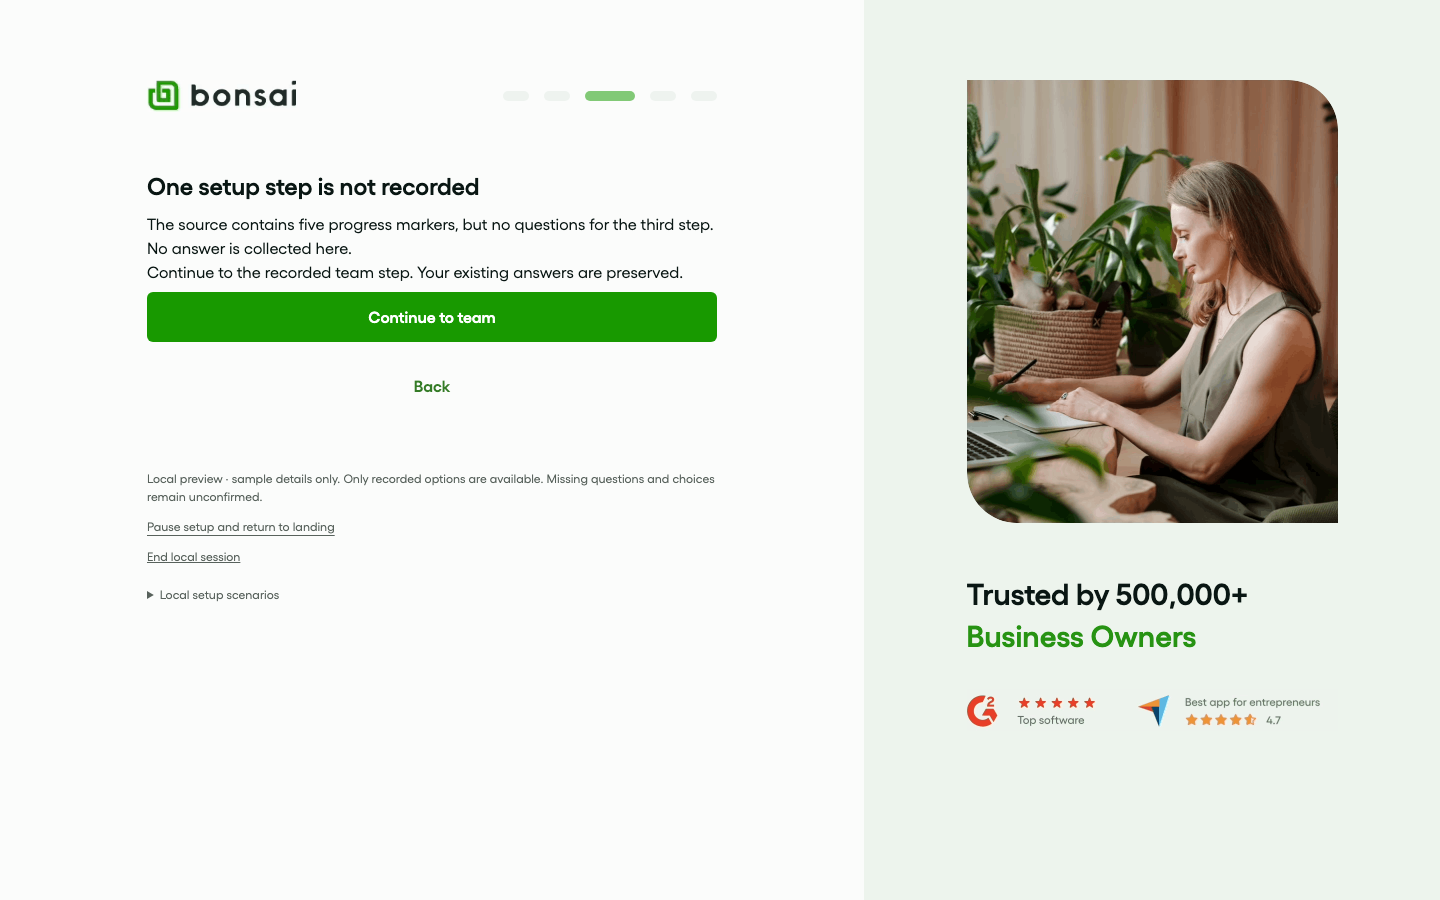 bonsai
One setup step is not recorded
The source contains five progress markers, but no questions for the third step.
No answer is collected here.
Continue to the recorded team step. Your existing answers are preserved.
Continue to team
Back
Local preview · sample details only. Only recorded options are available. Missing questions and choices
remain unconfirmed.
Pause setup and return to landing
End local session
Local setup scenarios
Trusted by 500,000+
Business Owners
G2
Top software
Best app for entrepreneurs
4.7